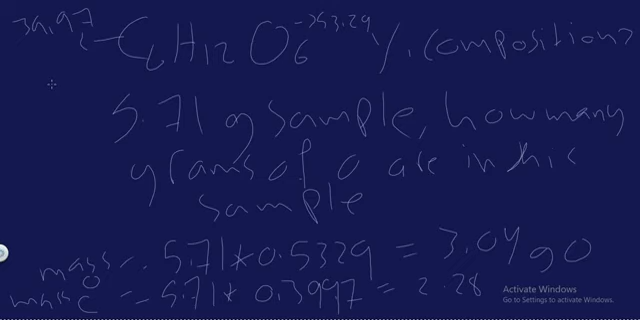 39.97 C - C6H12O6 - 353.29 % composition?
5.71 g sample, how many
grams of O are in this
sample
mass O = 5.71 * 0.5329 = 3.04 g O
mass C = 5.71 * 0.3997 = 2.28
Activate Windows
Go to Settings to activate Windows.